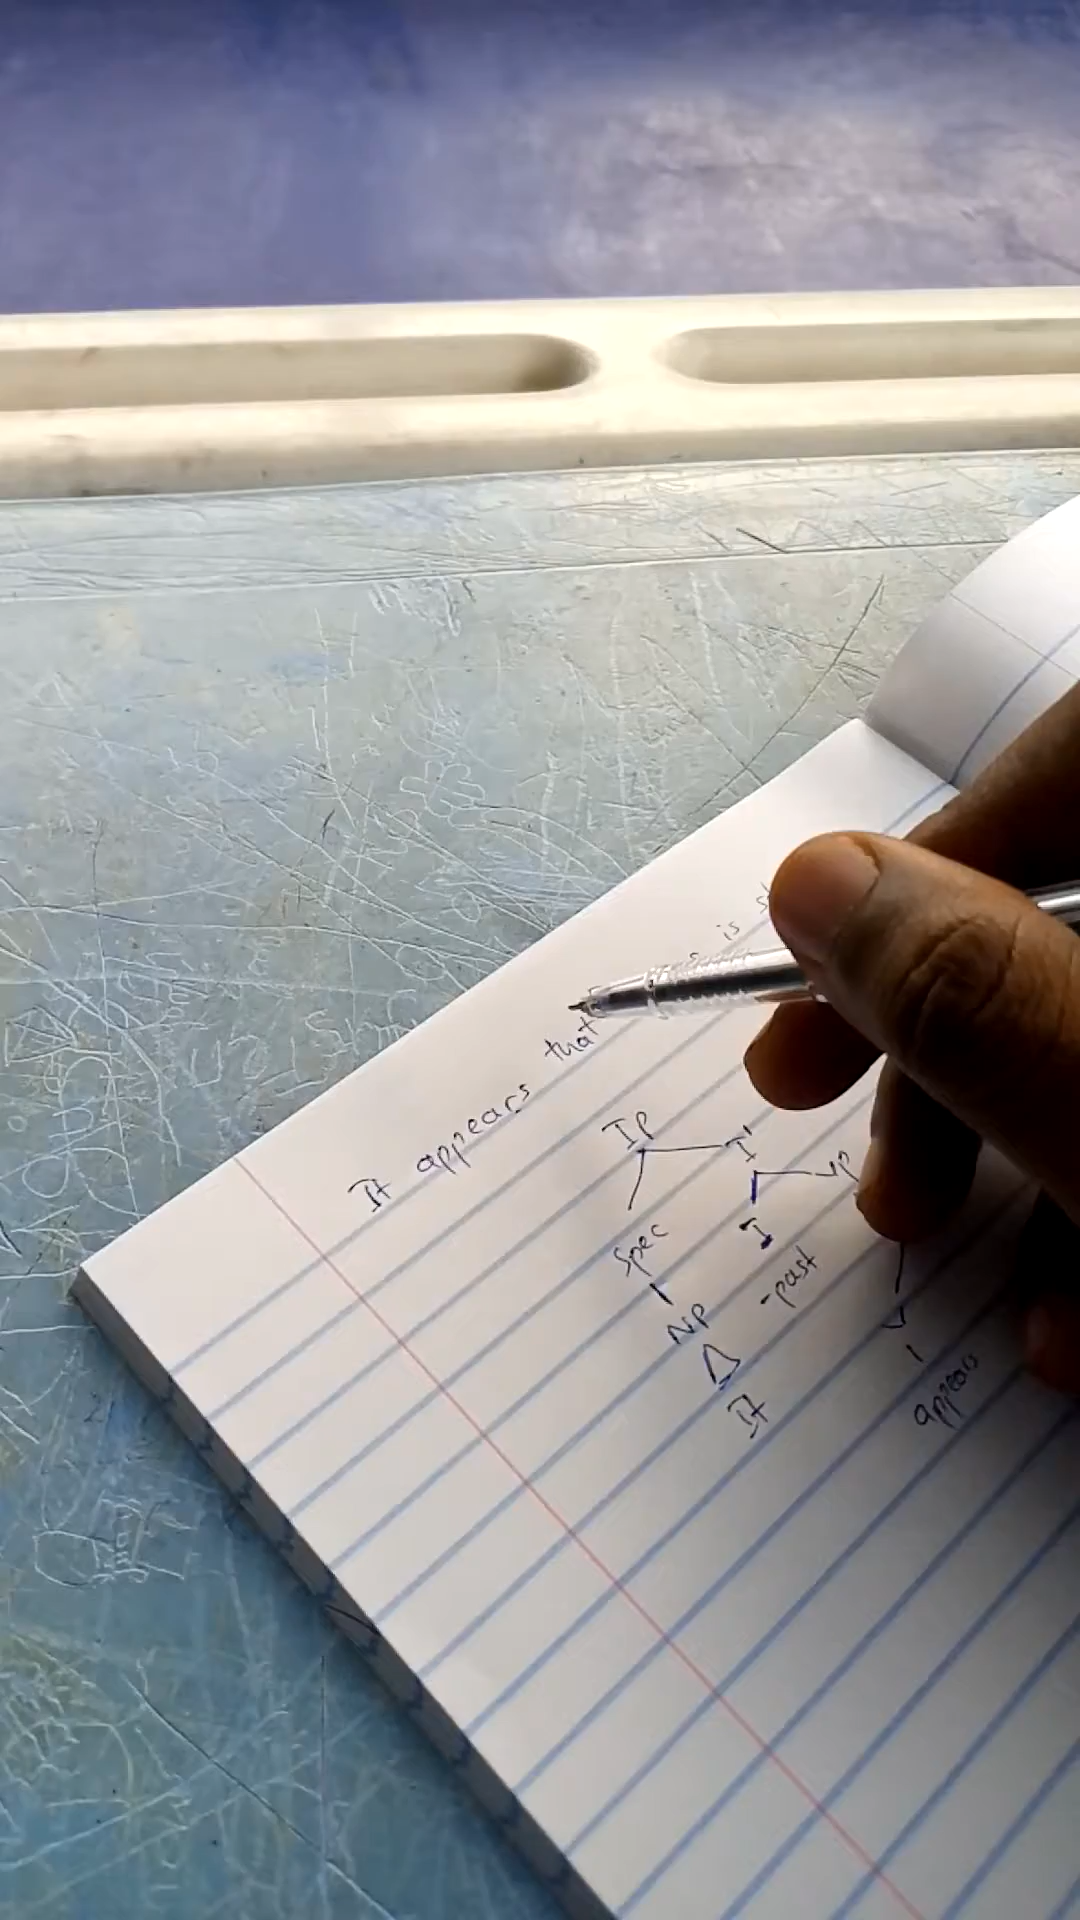 It appears that is
IP
I'
I VP
Spec
-past
NP
V
It
appears